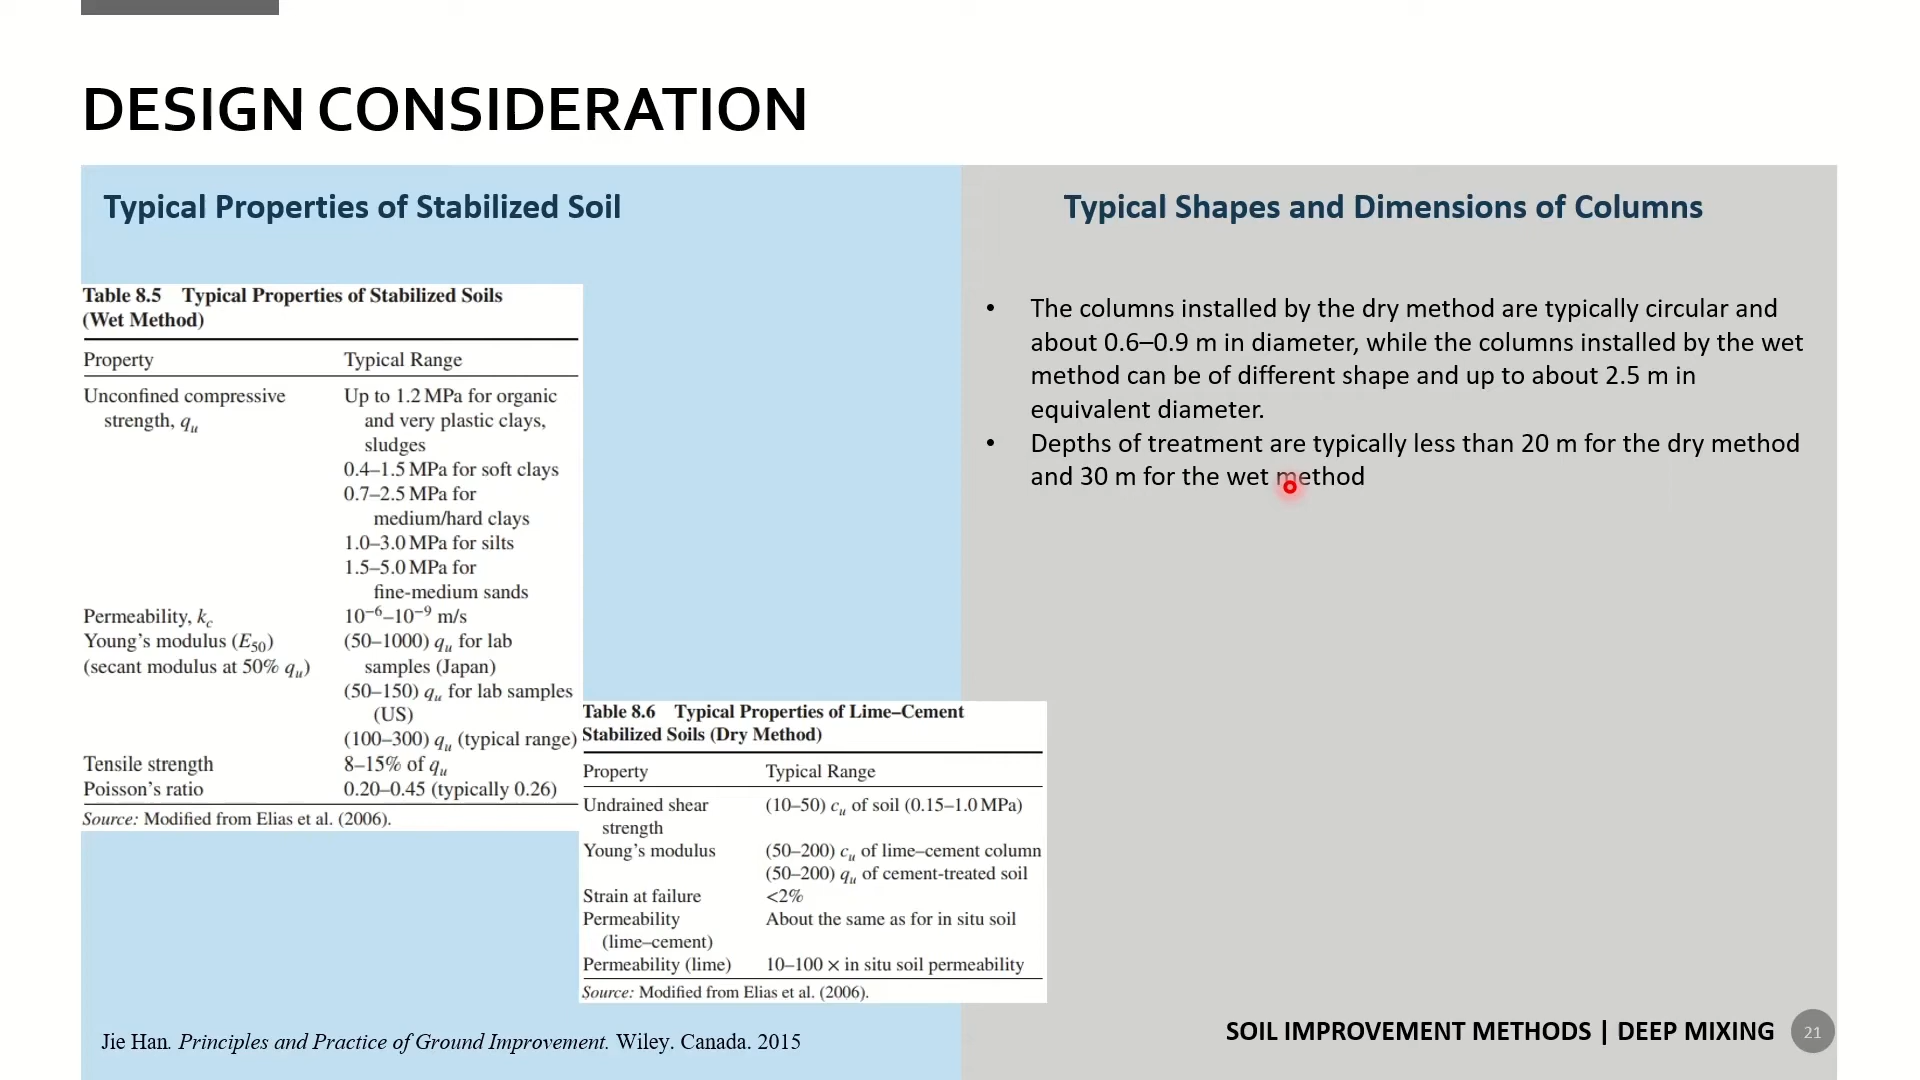 DESIGN CONSIDERATION
Typical Properties of Stabilized Soil
Table 8.5 Typical Properties of Stabilized Soils
(Wet Method)
Property Typical Range
Unconfined compressive Up to 1.2 MPa for organic
strength, qu and very plastic clays,
sludges
0.4–1.5 MPa for soft clays
0.7–2.5 MPa for
medium/hard clays
1.0–3.0 MPa for silts
1.5–5.0 MPa for
fine-medium sands
Permeability, kc 10−6–10−9 m/s
Young's modulus (E50) (50–1000) qu for lab
(secant modulus at 50% qu) samples (Japan)
(50–150) qu for lab samples
(US)
(100–300) qu (typical range)
Tensile strength 8–15% of qu
Poisson's ratio 0.20–0.45 (typically 0.26)
Source: Modified from Elias et al. (2006).
Table 8.6 Typical Properties of Lime–Cement
Stabilized Soils (Dry Method)
Property Typical Range
Undrained shear (10–50) cu of soil (0.15–1.0 MPa)
strength
Young's modulus (50–200) cu of lime–cement column
(50–200) qu of cement-treated soil
Strain at failure <2%
Permeability About the same as for in situ soil
(lime–cement)
Permeability (lime) 10–100 × in situ soil permeability
Source: Modified from Elias et al. (2006).
Jie Han. Principles and Practice of Ground Improvement. Wiley. Canada. 2015
Typical Shapes and Dimensions of Columns
• The columns installed by the dry method are typically circular and
about 0.6–0.9 m in diameter, while the columns installed by the wet
method can be of different shape and up to about 2.5 m in
equivalent diameter.
• Depths of treatment are typically less than 20 m for the dry method
and 30 m for the wet method
SOIL IMPROVEMENT METHODS | DEEP MIXING 21